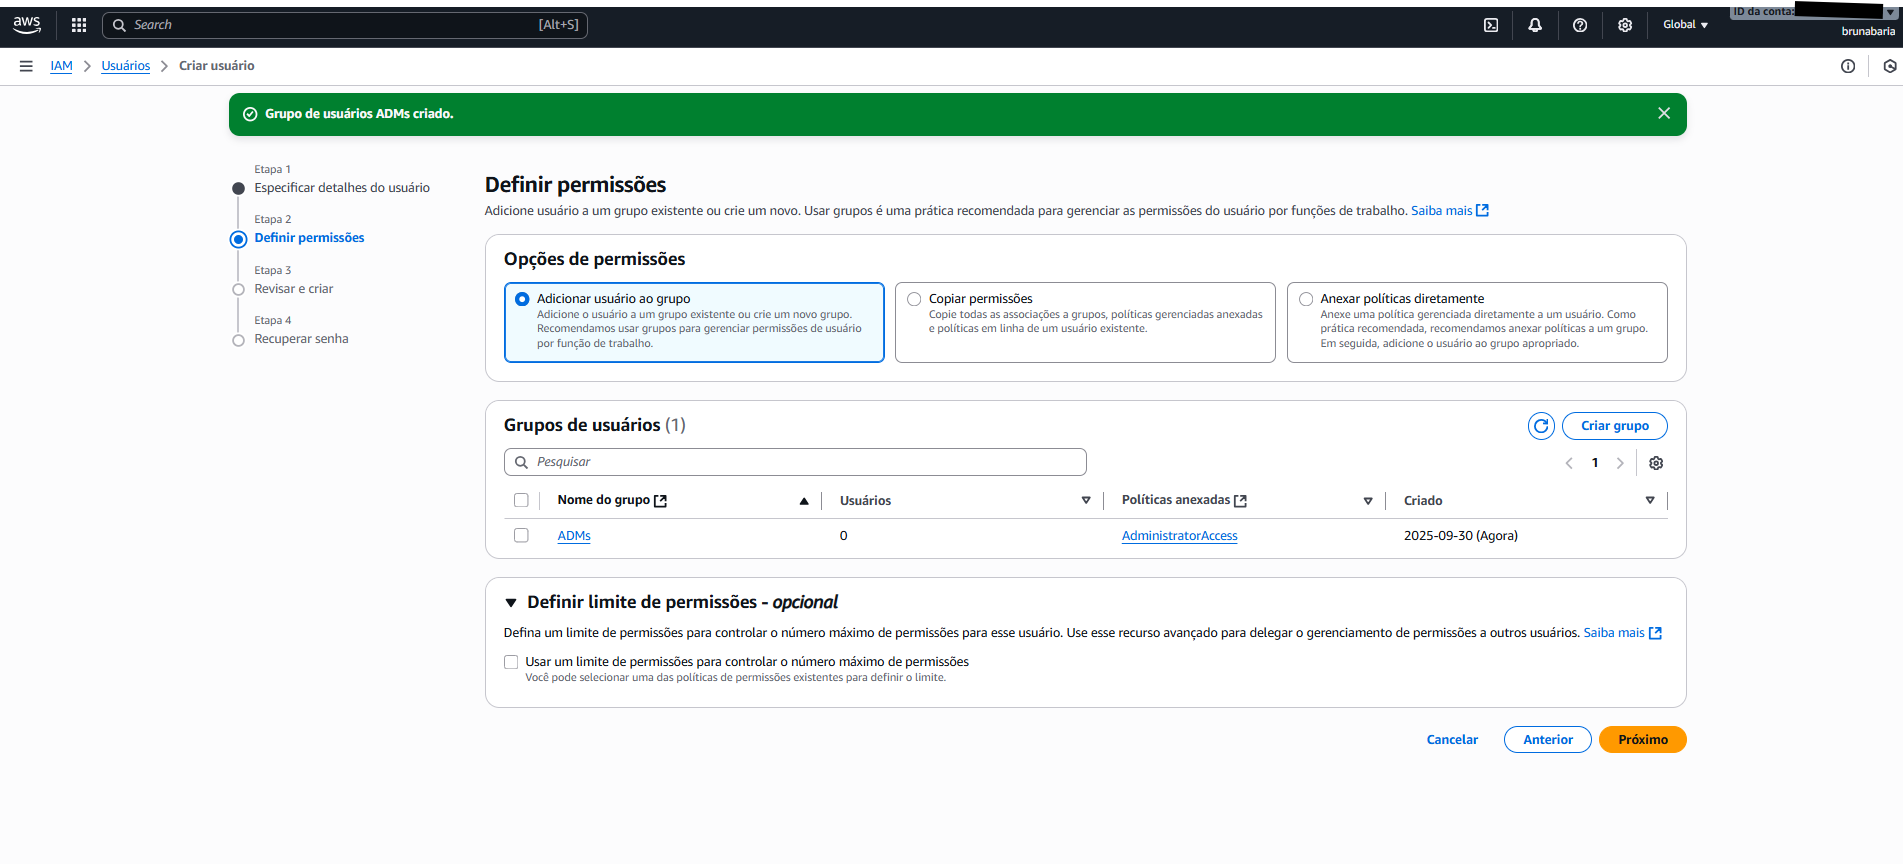 aws
Search
[Alt+S]
Global
ID da conta:
brunabaria
IAM
Usuários
Criar usuário
Grupo de usuários ADMs criado.
Etapa 1
Especificar detalhes do usuário
Etapa 2
Definir permissões
Etapa 3
Revisar e criar
Etapa 4
Recuperar senha
Definir permissões
Adicione usuário a um grupo existente ou crie um novo. Usar grupos é uma prática recomendada para gerenciar as permissões do usuário por funções de trabalho. Saiba mais
Opções de permissões
Adicionar usuário ao grupo
Adicione o usuário a um grupo existente ou crie um novo grupo.
Recomendamos usar grupos para gerenciar permissões de usuário
por função de trabalho.
Copiar permissões
Copie todas as associações a grupos, políticas gerenciadas anexadas
e políticas em linha de um usuário existente.
Anexar políticas diretamente
Anexe uma política gerenciada diretamente a um usuário. Como
prática recomendada, recomendamos anexar políticas a um grupo.
Em seguida, adicione o usuário ao grupo apropriado.
Grupos de usuários (1)
Criar grupo
Pesquisar
1
Nome do grupo
Usuários
Políticas anexadas
Criado
ADMs
0
AdministratorAccess
2025-09-30 (Agora)
Definir limite de permissões - opcional
Defina um limite de permissões para controlar o número máximo de permissões para esse usuário. Use esse recurso avançado para delegar o gerenciamento de permissões a outros usuários. Saiba mais
Usar um limite de permissões para controlar o número máximo de permissões
Você pode selecionar uma das políticas de permissões existentes para definir o limite.
Cancelar
Anterior
Próximo